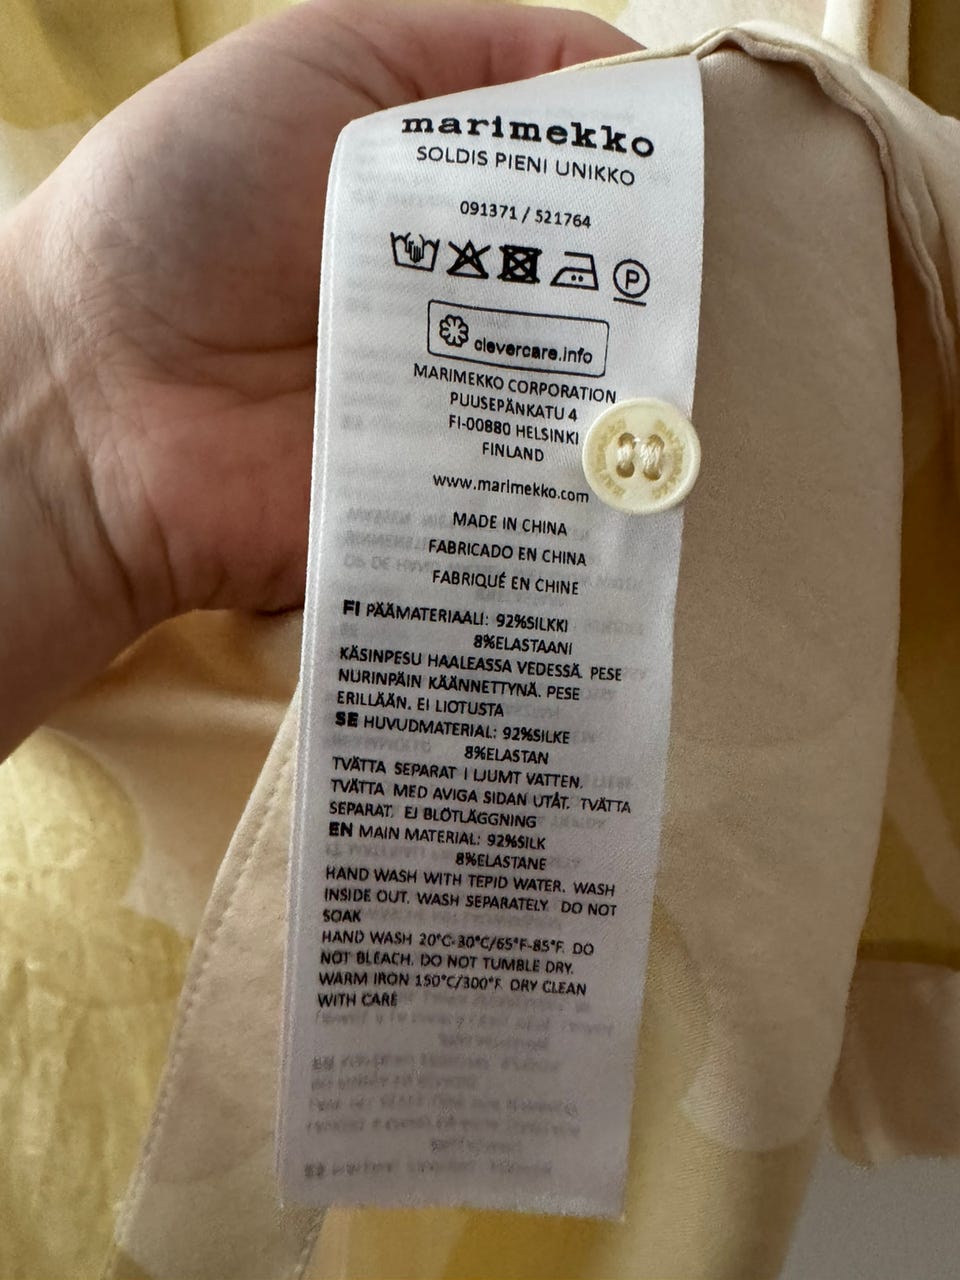 marimekko
SOLDIS PIENI UNIKKO
091371 / 521764
P
clevercare.info
MARIMEKKO CORPORATION
PUUSEPÄNKATU 4
FI-00880 HELSINKI
FINLAND
www.marimekko.com
MADE IN CHINA
FABRICADO EN CHINA
FABRIQUÉ EN CHINE
FI PÄÄMATERIAALI: 92%SILKKI
8%ELASTAANI
KÄSINPESU HAALEASSA VEDESSÄ. PESE
NURINPÄIN KÄÄNNETTYNÄ. PESE
ERILLÄÄN. EI LIOTUSTA
SE HUVUDMATERIAL: 92%SILKE
8%ELASTAN
TVÄTTA SEPARAT I LJUMT VATTEN.
TVÄTTA MED AVIGA SIDAN UTÅT. TVÄTTA
SEPARAT. EJ BLÖTLÄGGNING
EN MAIN MATERIAL: 92%SILK
8%ELASTANE
HAND WASH WITH TEPID WATER. WASH
INSIDE OUT. WASH SEPARATELY. DO NOT
SOAK
HAND WASH 20°C-30°C/65°F-85°F. DO
NOT BLEACH. DO NOT TUMBLE DRY.
WARM IRON 150°C/300°F. DRY CLEAN
WITH CARE